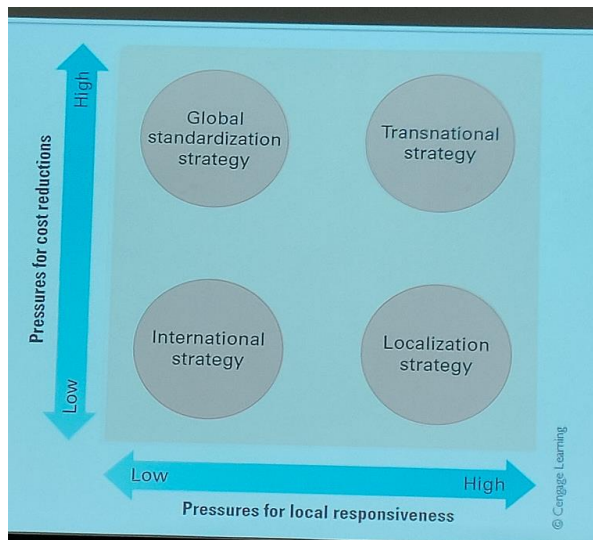 High
Pressures for cost reductions
Low
Global
standardization
strategy
Transnational
strategy
International
strategy
Localization
strategy
Low
High
Pressures for local responsiveness
© Cengage Learning